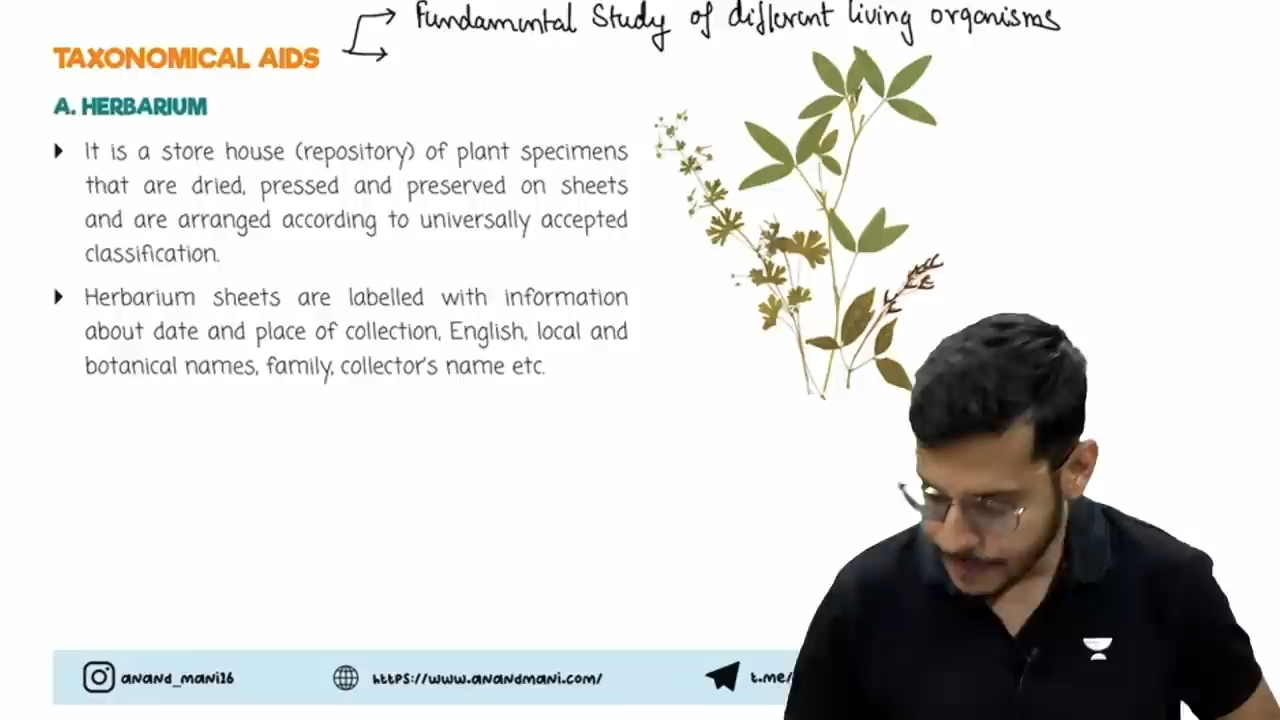 Fundamental Study of different living organisms
TAXONOMICAL AIDS
A. HERBARIUM
It is a store house (repository) of plant specimens
that are dried, pressed and preserved on sheets
and are arranged according to universally accepted
classification.
Herbarium sheets are labelled with information
about date and place of collection, English, local and
botanical names, family, collector's name etc.
anand_mani16
https://www.anandmani.com/
t.me/